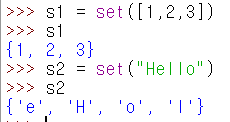 >>> s1 = set([1,2,3])
>>> s1
{1, 2, 3}
>>> s2 = set("Hello")
>>> s2
{'e', 'H', 'o', 'l'}